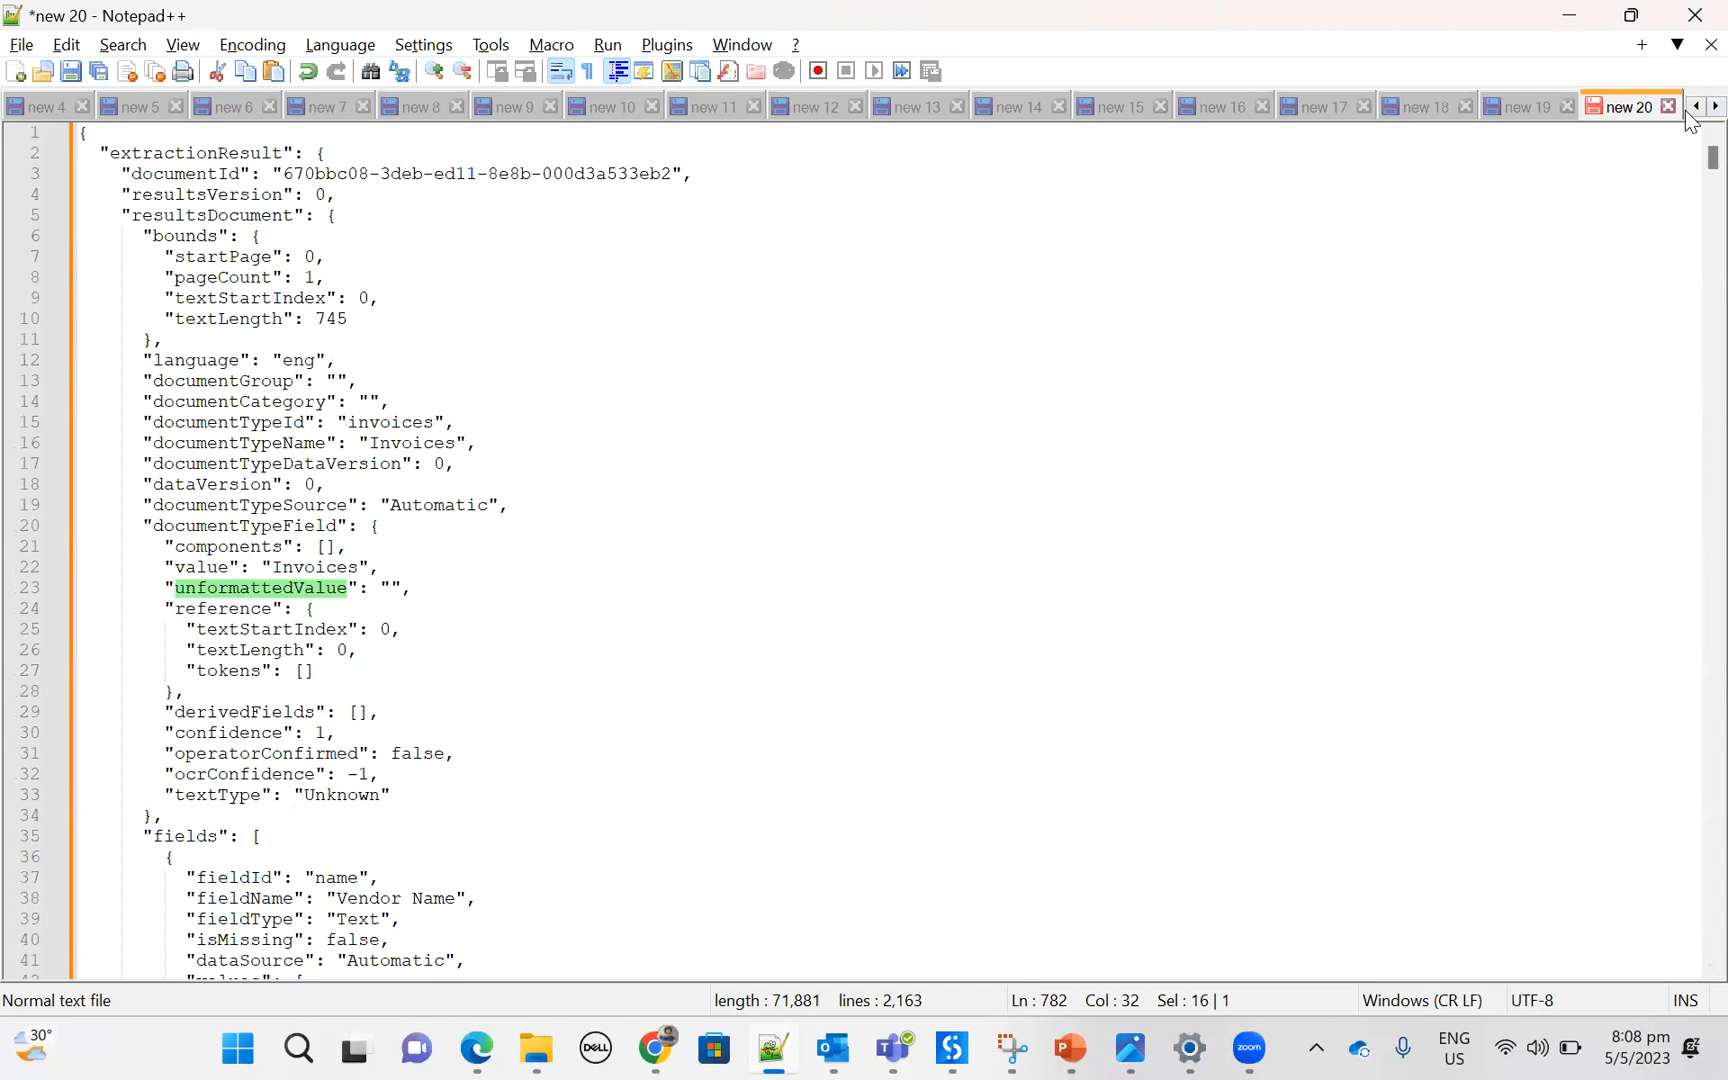 *new 20 - Notepad++
File Edit Search View Encoding Language Settings Tools Macro Run Plugins Window ?
new 4 new 5 new 6 new 7 new 8 new 9 new 10 new 11 new 12 new 13 new 14 new 15 new 16 new 17 new 18 new 19 new 20
1 {
2 "extractionResult": {
3 "documentId": "670bbc08-3deb-ed11-8e8b-000d3a533eb2",
4 "resultsVersion": 0,
5 "resultsDocument": {
6 "bounds": {
7 "startPage": 0,
8 "pageCount": 1,
9 "textStartIndex": 0,
10 "textLength": 745
11 },
12 "language": "eng",
13 "documentGroup": "",
14 "documentCategory": "",
15 "documentTypeId": "invoices",
16 "documentTypeName": "Invoices",
17 "documentTypeDataVersion": 0,
18 "dataVersion": 0,
19 "documentTypeSource": "Automatic",
20 "documentTypeField": {
21 "components": [],
22 "value": "Invoices",
23 "unformattedValue": "",
24 "reference": {
25 "textStartIndex": 0,
26 "textLength": 0,
27 "tokens": []
28 },
29 "derivedFields": [],
30 "confidence": 1,
31 "operatorConfirmed": false,
32 "ocrConfidence": -1,
33 "textType": "Unknown"
34 },
35 "fields": [
36 {
37 "fieldId": "name",
38 "fieldName": "Vendor Name",
39 "fieldType": "Text",
40 "isMissing": false,
41 "dataSource": "Automatic",
Normal text file length : 71,881 lines : 2,163 Ln : 782 Col : 32 Sel : 16 | 1 Windows (CR LF) UTF-8 INS
30° DELL zoom ENG US 8:08 pm 5/5/2023